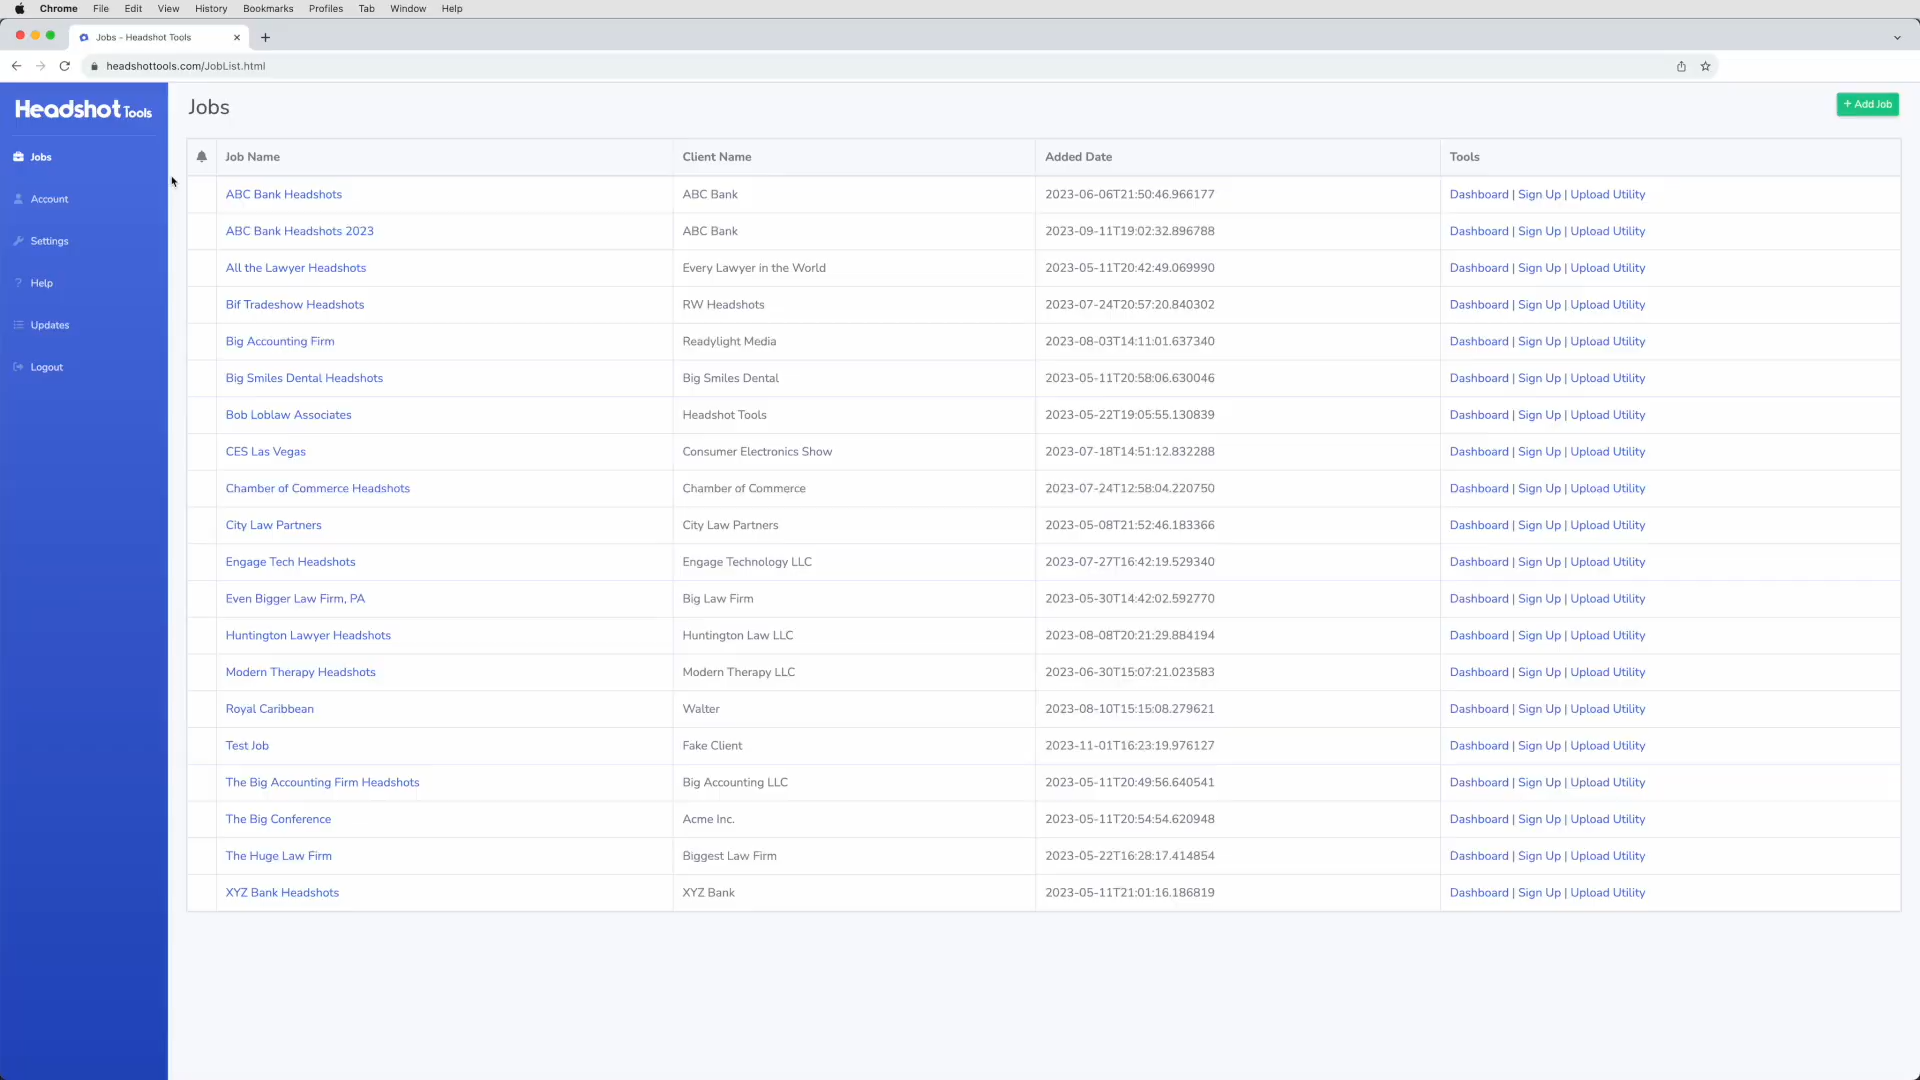 Chrome File Edit View History Bookmarks Profiles Tab Window Help
Jobs - Headshot Tools
headshottools.com/JobList.html
Headshot Tools
Jobs
Account
Settings
Help
Updates
Logout
Jobs
+ Add Job
Job Name Client Name Added Date Tools
ABC Bank Headshots ABC Bank 2023-06-06T21:50:46.966177 Dashboard | Sign Up | Upload Utility
ABC Bank Headshots 2023 ABC Bank 2023-09-11T19:02:32.896788 Dashboard | Sign Up | Upload Utility
All the Lawyer Headshots Every Lawyer in the World 2023-05-11T20:42:49.069990 Dashboard | Sign Up | Upload Utility
Bif Tradeshow Headshots RW Headshots 2023-07-24T20:57:20.840302 Dashboard | Sign Up | Upload Utility
Big Accounting Firm Readylight Media 2023-08-03T14:11:01.637340 Dashboard | Sign Up | Upload Utility
Big Smiles Dental Headshots Big Smiles Dental 2023-05-11T20:58:06.630046 Dashboard | Sign Up | Upload Utility
Bob Loblaw Associates Headshot Tools 2023-05-22T19:05:55.130839 Dashboard | Sign Up | Upload Utility
CES Las Vegas Consumer Electronics Show 2023-07-18T14:51:12.832288 Dashboard | Sign Up | Upload Utility
Chamber of Commerce Headshots Chamber of Commerce 2023-07-24T12:58:04.220750 Dashboard | Sign Up | Upload Utility
City Law Partners City Law Partners 2023-05-08T21:52:46.183366 Dashboard | Sign Up | Upload Utility
Engage Tech Headshots Engage Technology LLC 2023-07-27T16:42:19.529340 Dashboard | Sign Up | Upload Utility
Even Bigger Law Firm, PA Big Law Firm 2023-05-30T14:42:02.592770 Dashboard | Sign Up | Upload Utility
Huntington Lawyer Headshots Huntington Law LLC 2023-08-08T20:21:29.884194 Dashboard | Sign Up | Upload Utility
Modern Therapy Headshots Modern Therapy LLC 2023-06-30T15:07:21.023583 Dashboard | Sign Up | Upload Utility
Royal Caribbean Walter 2023-08-10T15:15:08.279621 Dashboard | Sign Up | Upload Utility
Test Job Fake Client 2023-11-01T16:23:19.976127 Dashboard | Sign Up | Upload Utility
The Big Accounting Firm Headshots Big Accounting LLC 2023-05-11T20:49:56.640541 Dashboard | Sign Up | Upload Utility
The Big Conference Acme Inc. 2023-05-11T20:54:54.620948 Dashboard | Sign Up | Upload Utility
The Huge Law Firm Biggest Law Firm 2023-05-22T16:28:17.414854 Dashboard | Sign Up | Upload Utility
XYZ Bank Headshots XYZ Bank 2023-05-11T21:01:16.186819 Dashboard | Sign Up | Upload Utility